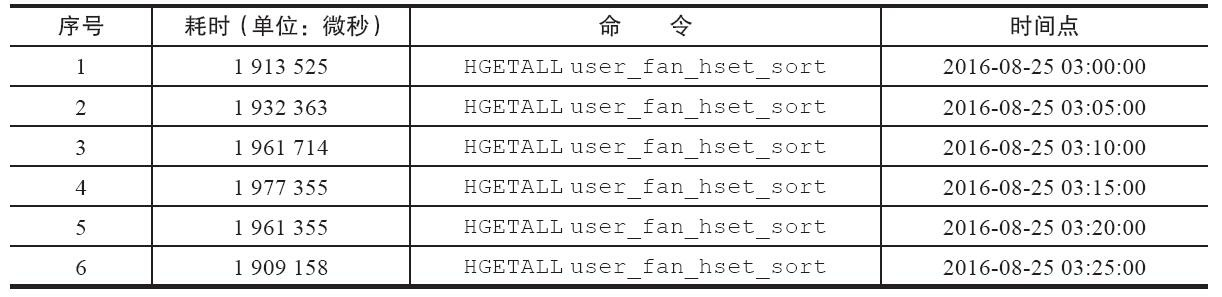 序号 耗时（单位：微秒） 命 令 时间点
1 1 913 525 HGETALL user_fan_hset_sort 2016-08-25 03:00:00
2 1 932 363 HGETALL user_fan_hset_sort 2016-08-25 03:05:00
3 1 961 714 HGETALL user_fan_hset_sort 2016-08-25 03:10:00
4 1 977 355 HGETALL user_fan_hset_sort 2016-08-25 03:15:00
5 1 961 355 HGETALL user_fan_hset_sort 2016-08-25 03:20:00
6 1 909 158 HGETALL user_fan_hset_sort 2016-08-25 03:25:00